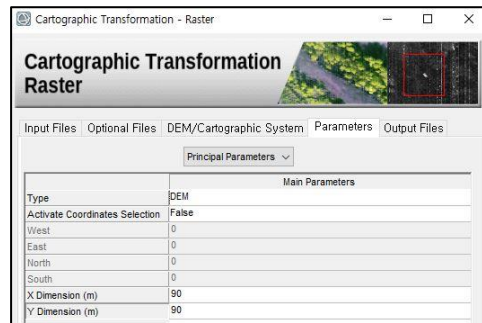 Cartographic Transformation - Raster
Cartographic Transformation
Raster
Input Files Optional Files DEM/Cartographic System Parameters Output Files
Principal Parameters
Main Parameters
Type DEM
Activate Coordinates Selection False
West 0
East 0
North 0
South 0
X Dimension (m) 90
Y Dimension (m) 90